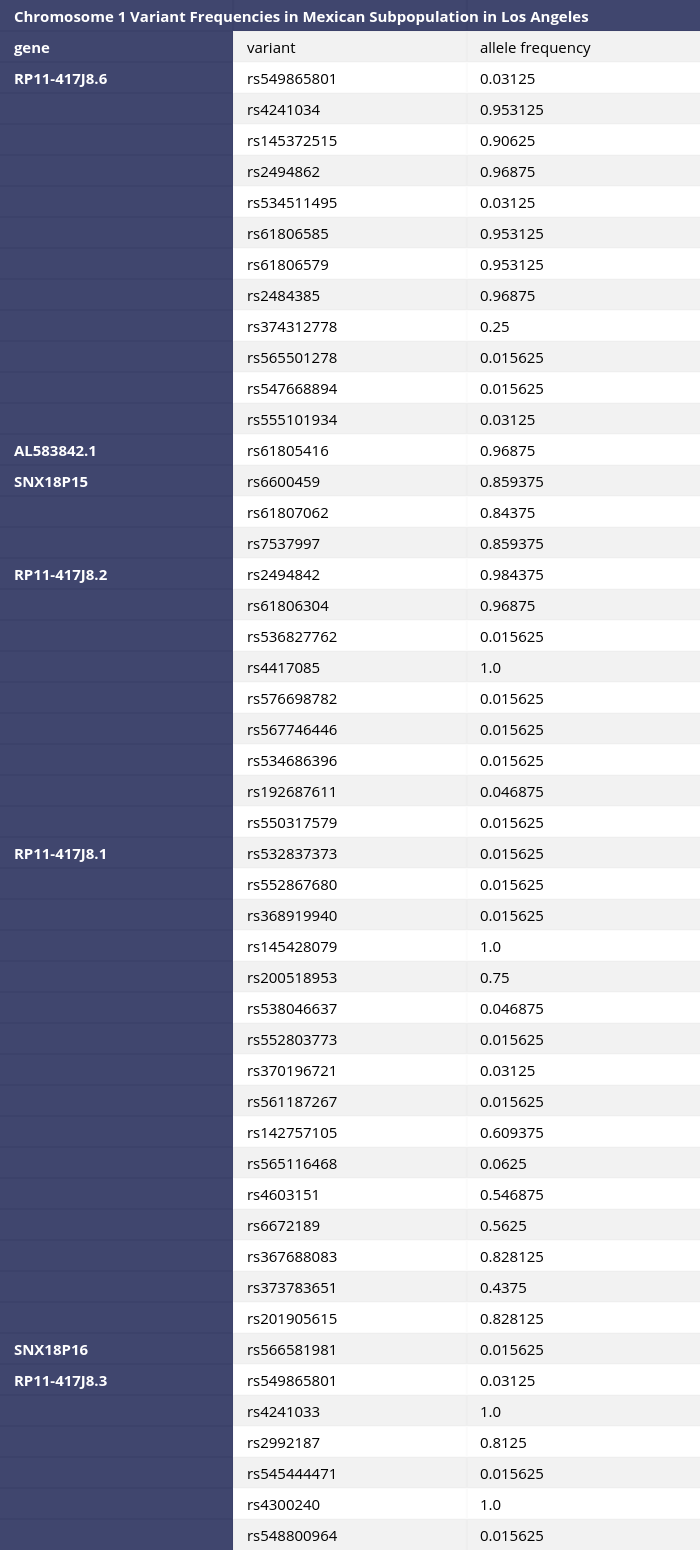 Chromosome 1 Variant Frequencies in Mexican Subpopulation in Los Angeles
gene variant allele frequency
RP11-417J8.6 rs549865801 0.03125
rs4241034 0.953125
rs145372515 0.90625
rs2494862 0.96875
rs534511495 0.03125
rs61806585 0.953125
rs61806579 0.953125
rs2484385 0.96875
rs374312778 0.25
rs565501278 0.015625
rs547668894 0.015625
rs555101934 0.03125
AL583842.1 rs61805416 0.96875
SNX18P15 rs6600459 0.859375
rs61807062 0.84375
rs7537997 0.859375
RP11-417J8.2 rs2494842 0.984375
rs61806304 0.96875
rs536827762 0.015625
rs4417085 1.0
rs576698782 0.015625
rs567746446 0.015625
rs534686396 0.015625
rs192687611 0.046875
rs550317579 0.015625
RP11-417J8.1 rs532837373 0.015625
rs552867680 0.015625
rs368919940 0.015625
rs145428079 1.0
rs200518953 0.75
rs538046637 0.046875
rs552803773 0.015625
rs370196721 0.03125
rs561187267 0.015625
rs142757105 0.609375
rs565116468 0.0625
rs4603151 0.546875
rs6672189 0.5625
rs367688083 0.828125
rs373783651 0.4375
rs201905615 0.828125
SNX18P16 rs566581981 0.015625
RP11-417J8.3 rs549865801 0.03125
rs4241033 1.0
rs2992187 0.8125
rs545444471 0.015625
rs4300240 1.0
rs548800964 0.015625